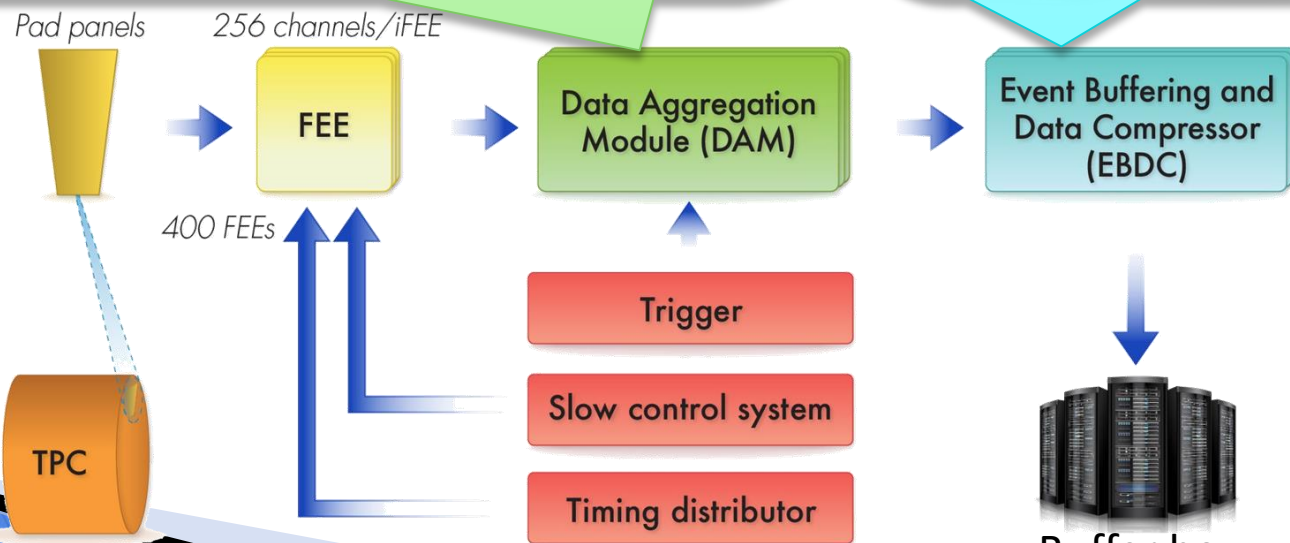 Pad panels
256 channels/iFEE
FEE
Data Aggregation
Module (DAM)
Event Buffering and
Data Compressor
(EBDC)
400 FEEs
Trigger
Slow control system
TPC
Timing distributor